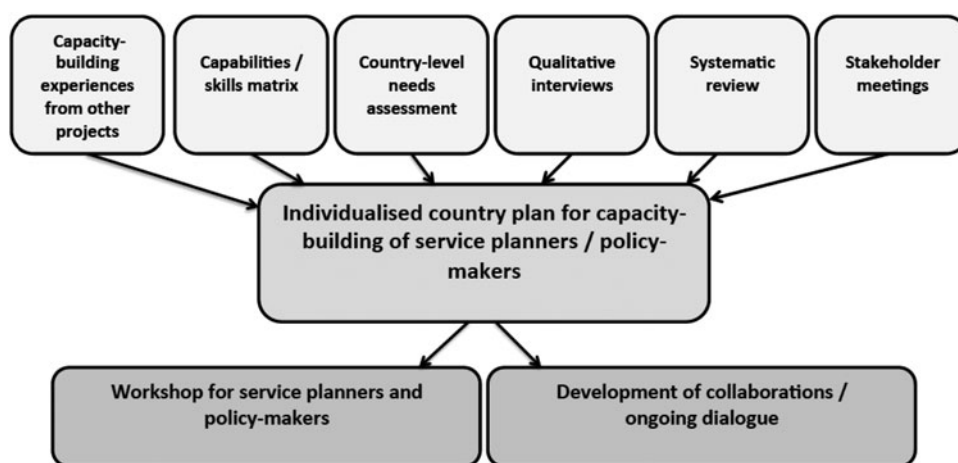 Capacity-
building
experiences
from other
projects
Capabilities /
skills matrix
Country-level
needs
assessment
Qualitative
interviews
Systematic
review
Stakeholder
meetings
Individualised country plan for capacity-
building of service planners / policy-
makers
Workshop for service planners and
policy-makers
Development of collaborations /
ongoing dialogue